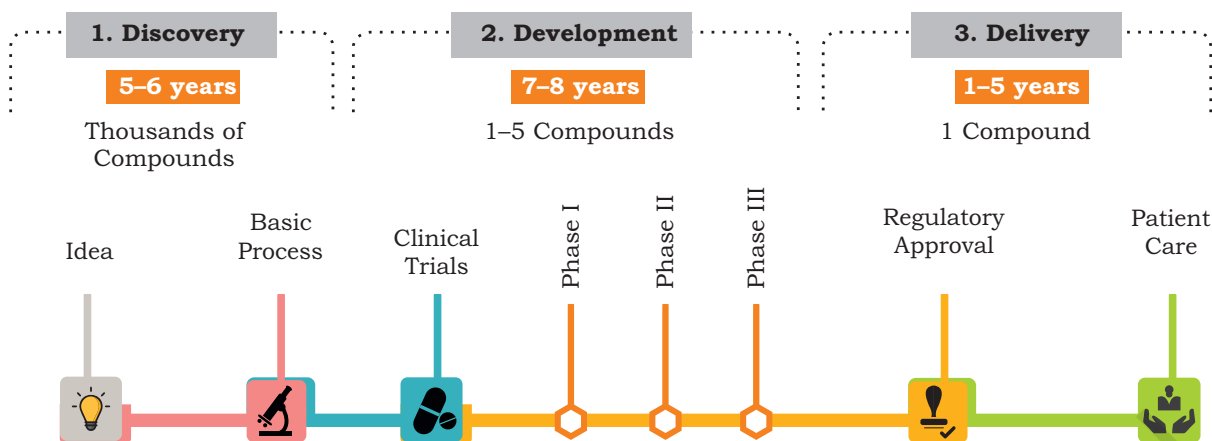 1. Discovery
5–6 years
Thousands of
Compounds
2. Development
7–8 years
1–5 Compounds
3. Delivery
1–5 years
1 Compound
Idea
Basic
Process
Clinical
Trials
Phase I
Phase II
Phase III
Regulatory
Approval
Patient
Care